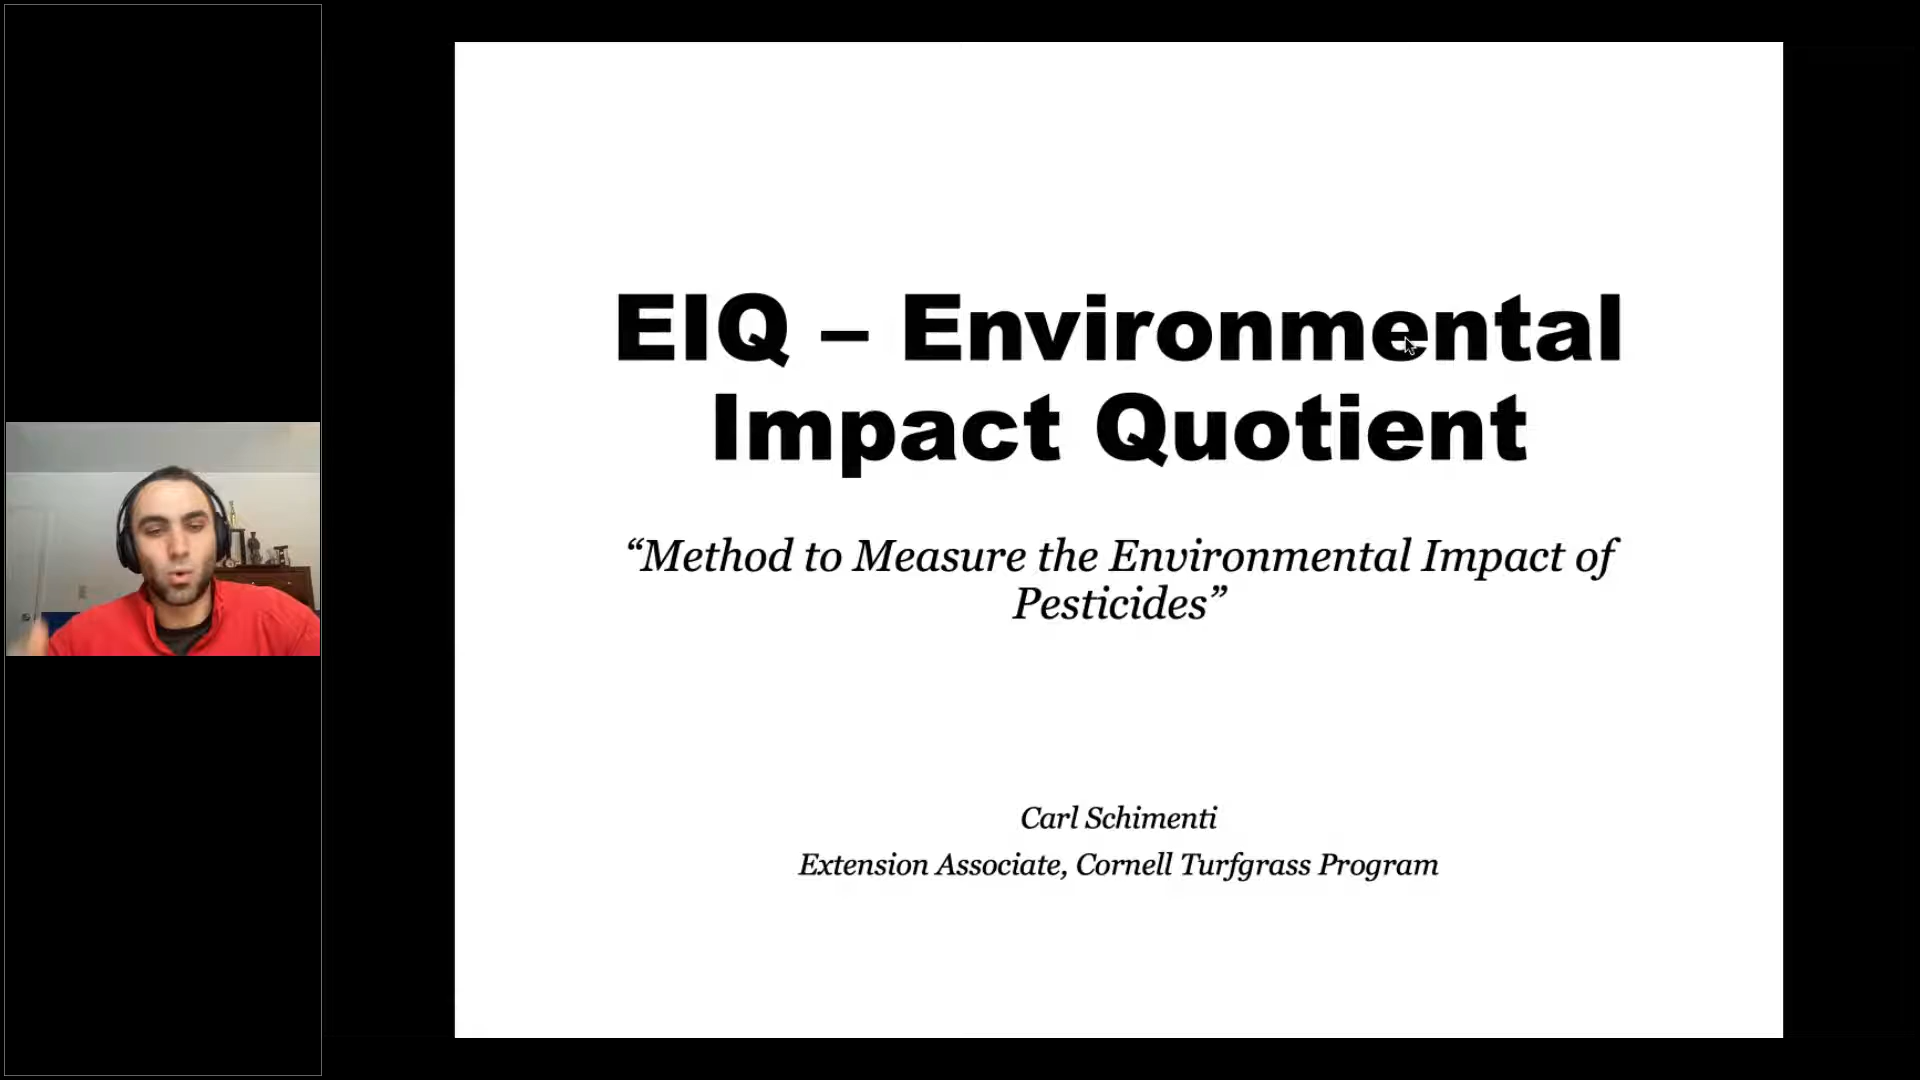 EIQ – Environmental
Impact Quotient
“Method to Measure the Environmental Impact of
Pesticides”
Carl Schimenti
Extension Associate, Cornell Turfgrass Program